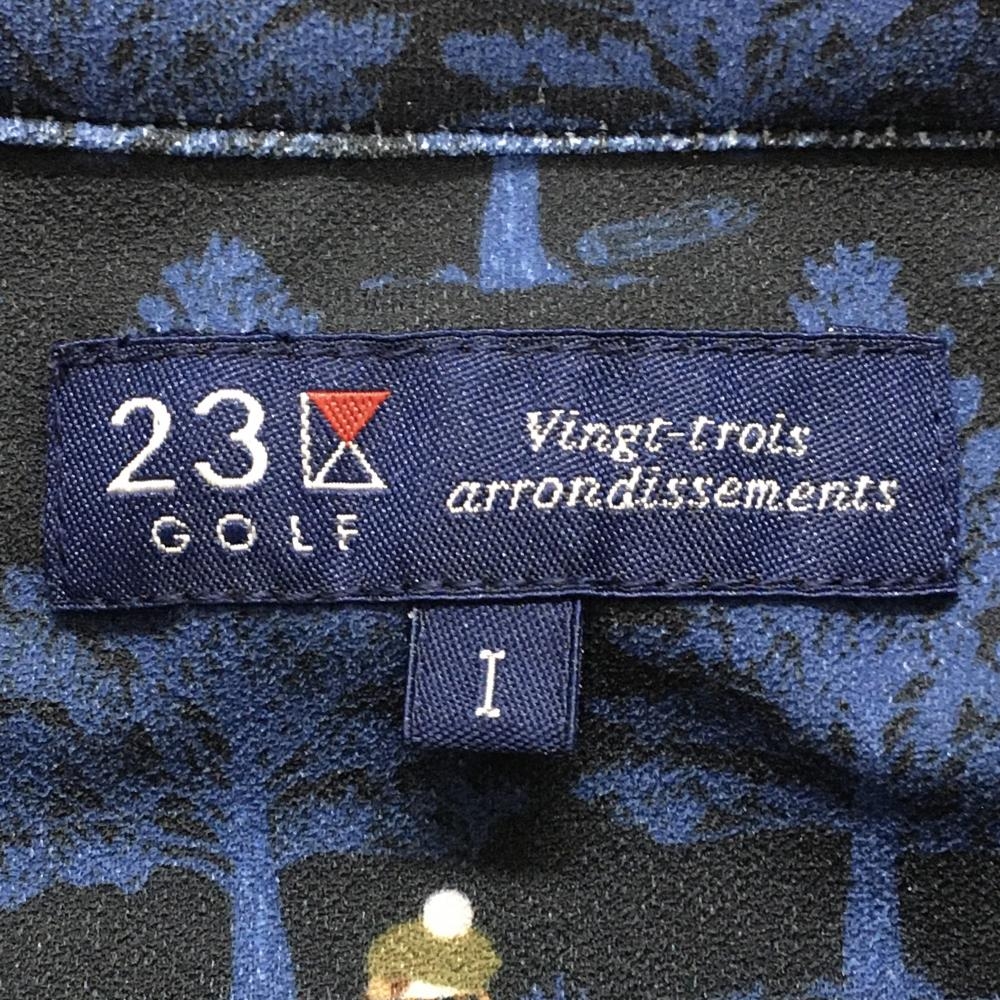 23
GOLF
Vingt-trois
arrondissements
I